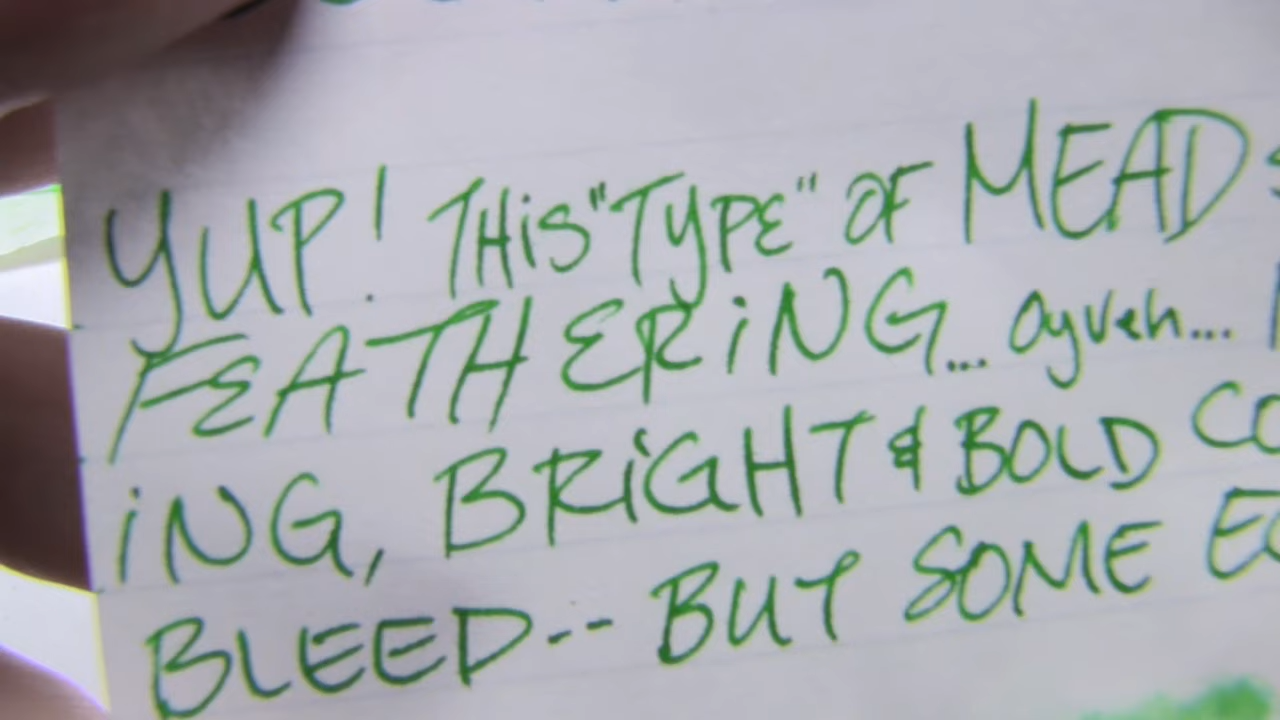 YUP! THiS "TYPE" OF MEAD
FEATHERiNG... oyveh...
iNG, BRiGHT & BOLD
BLEED-- BUT SOME